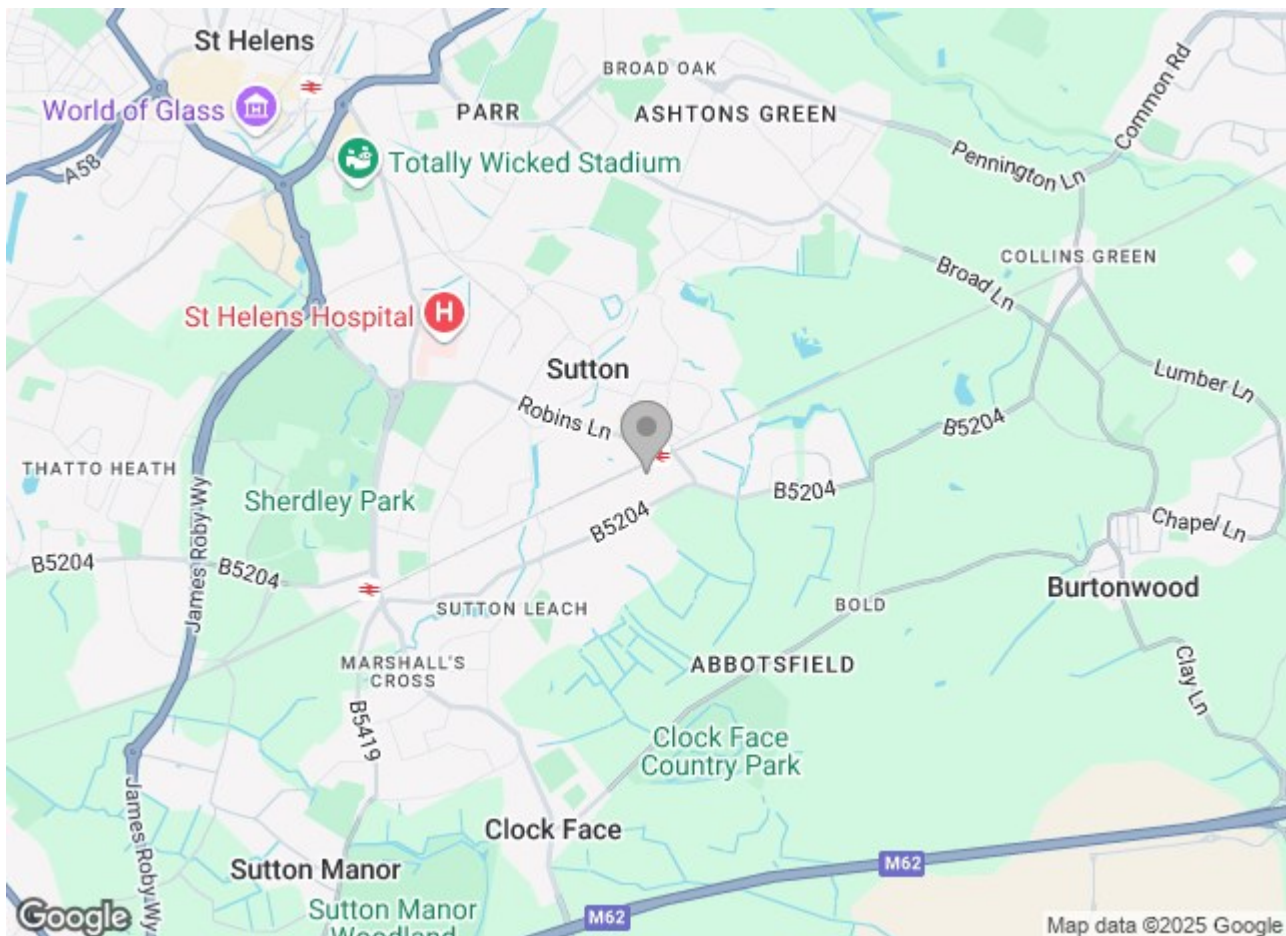 St Helens
BROAD OAK
Common Rd
World of Glass
PARR
ASHTONS GREEN
Totally Wicked Stadium
A58
Pennington Ln
COLLINS GREEN
Broad Ln
St Helens Hospital
H
Sutton
Lumber Ln
Robins Ln
B5204
THATTO HEATH
Sherdley Park
B5204
B5204
Chapel Ln
James Roby Wy
B5204
B5204
Burtonwood
SUTTON LEACH
BOLD
MARSHALL'S
CROSS
ABBOTSFIELD
Clay Ln
B5419
Clock Face
Country Park
James Roby Wy
Clock Face
M62
Sutton Manor
Sutton Manor
Woodland
M62
Google
Map data ©2025 Google